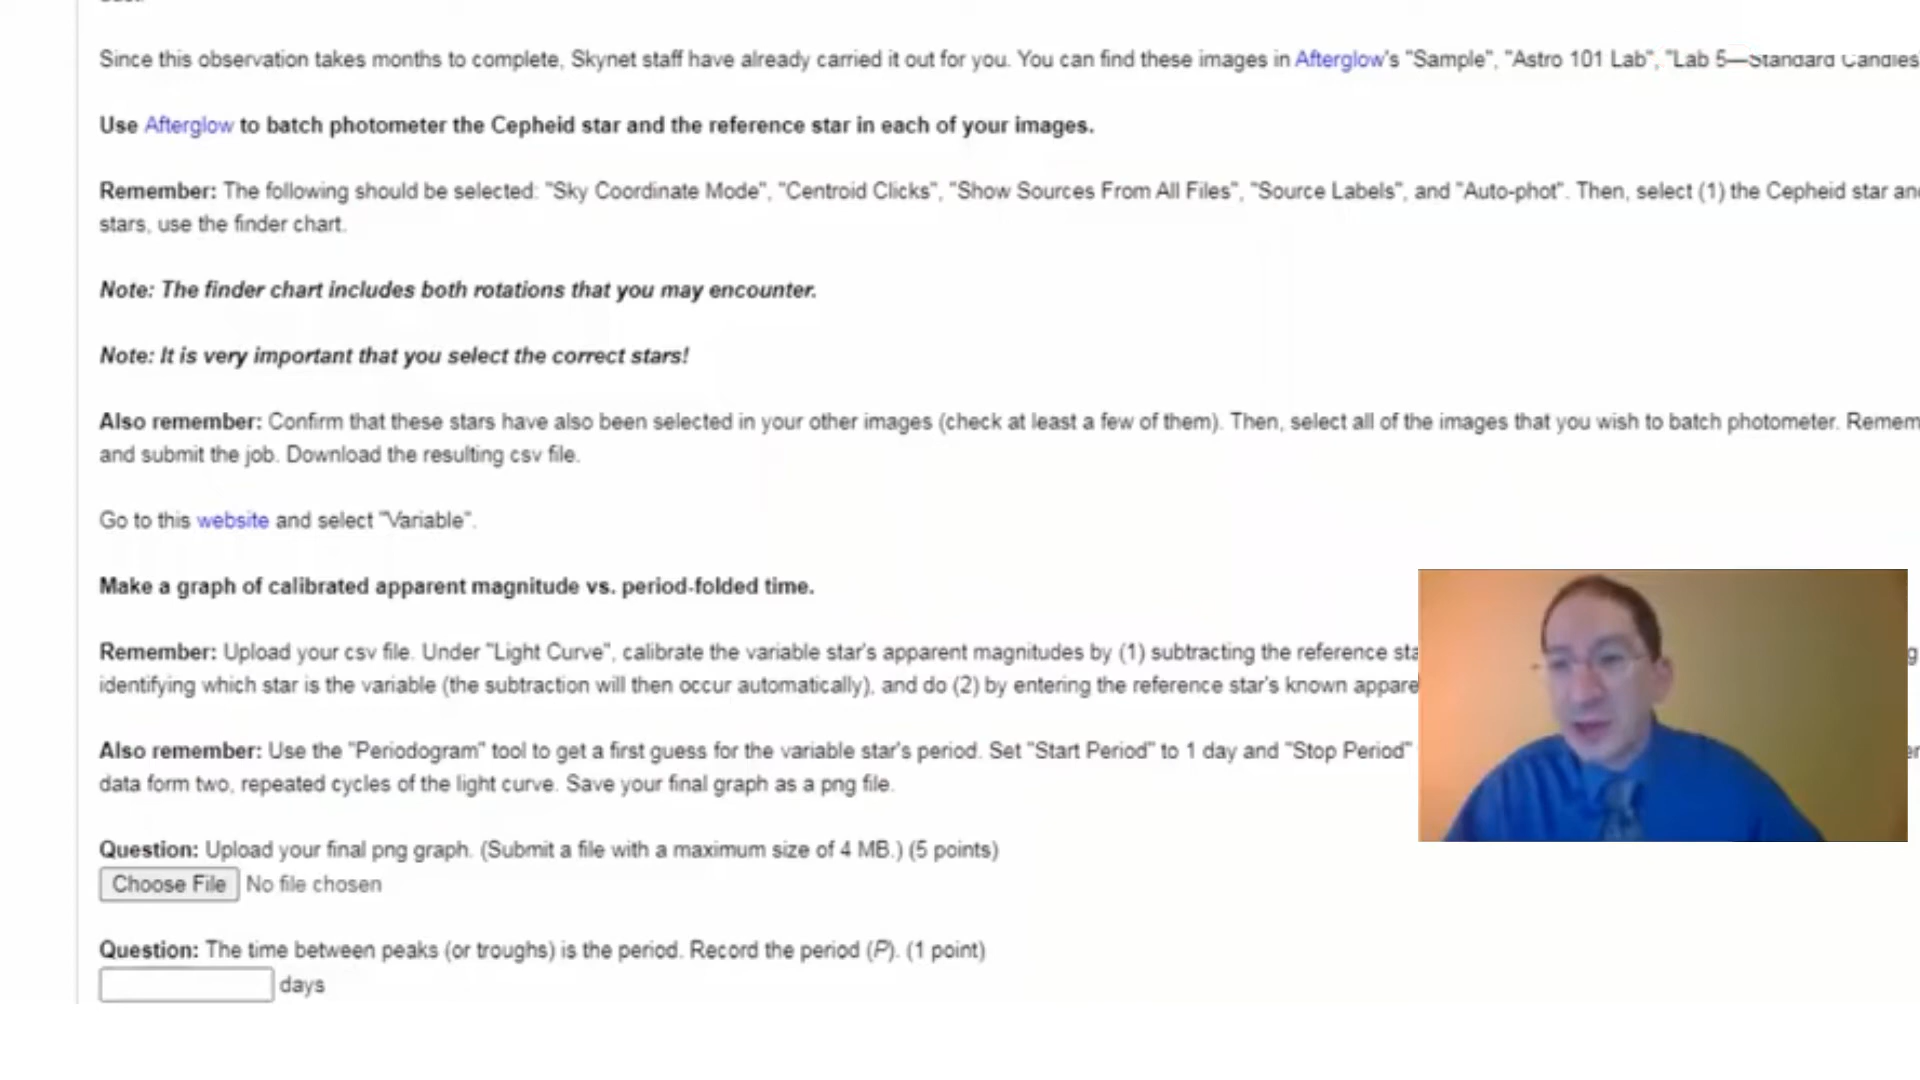 Since this observation takes months to complete, Skynet staff have already carried it out for you. You can find these images in Afterglow's "Sample", "Astro 101 Lab", "Lab 5—Standard Candles
Use Afterglow to batch photometer the Cepheid star and the reference star in each of your images.
Remember: The following should be selected: "Sky Coordinate Mode", "Centroid Clicks", "Show Sources From All Files", "Source Labels", and "Auto-phot". Then, select (1) the Cepheid star and
stars, use the finder chart.
Note: The finder chart includes both rotations that you may encounter.
Note: It is very important that you select the correct stars!
Also remember: Confirm that these stars have also been selected in your other images (check at least a few of them). Then, select all of the images that you wish to batch photometer. Remem
and submit the job. Download the resulting csv file.
Go to this website and select "Variable".
Make a graph of calibrated apparent magnitude vs. period-folded time.
Remember: Upload your csv file. Under "Light Curve", calibrate the variable star's apparent magnitudes by (1) subtracting the reference sta
identifying which star is the variable (the subtraction will then occur automatically), and do (2) by entering the reference star's known appare
Also remember: Use the "Periodogram" tool to get a first guess for the variable star's period. Set "Start Period" to 1 day and "Stop Period"
data form two, repeated cycles of the light curve. Save your final graph as a png file.
Question: Upload your final png graph. (Submit a file with a maximum size of 4 MB.) (5 points)
Choose File No file chosen
Question: The time between peaks (or troughs) is the period. Record the period (P). (1 point)
days